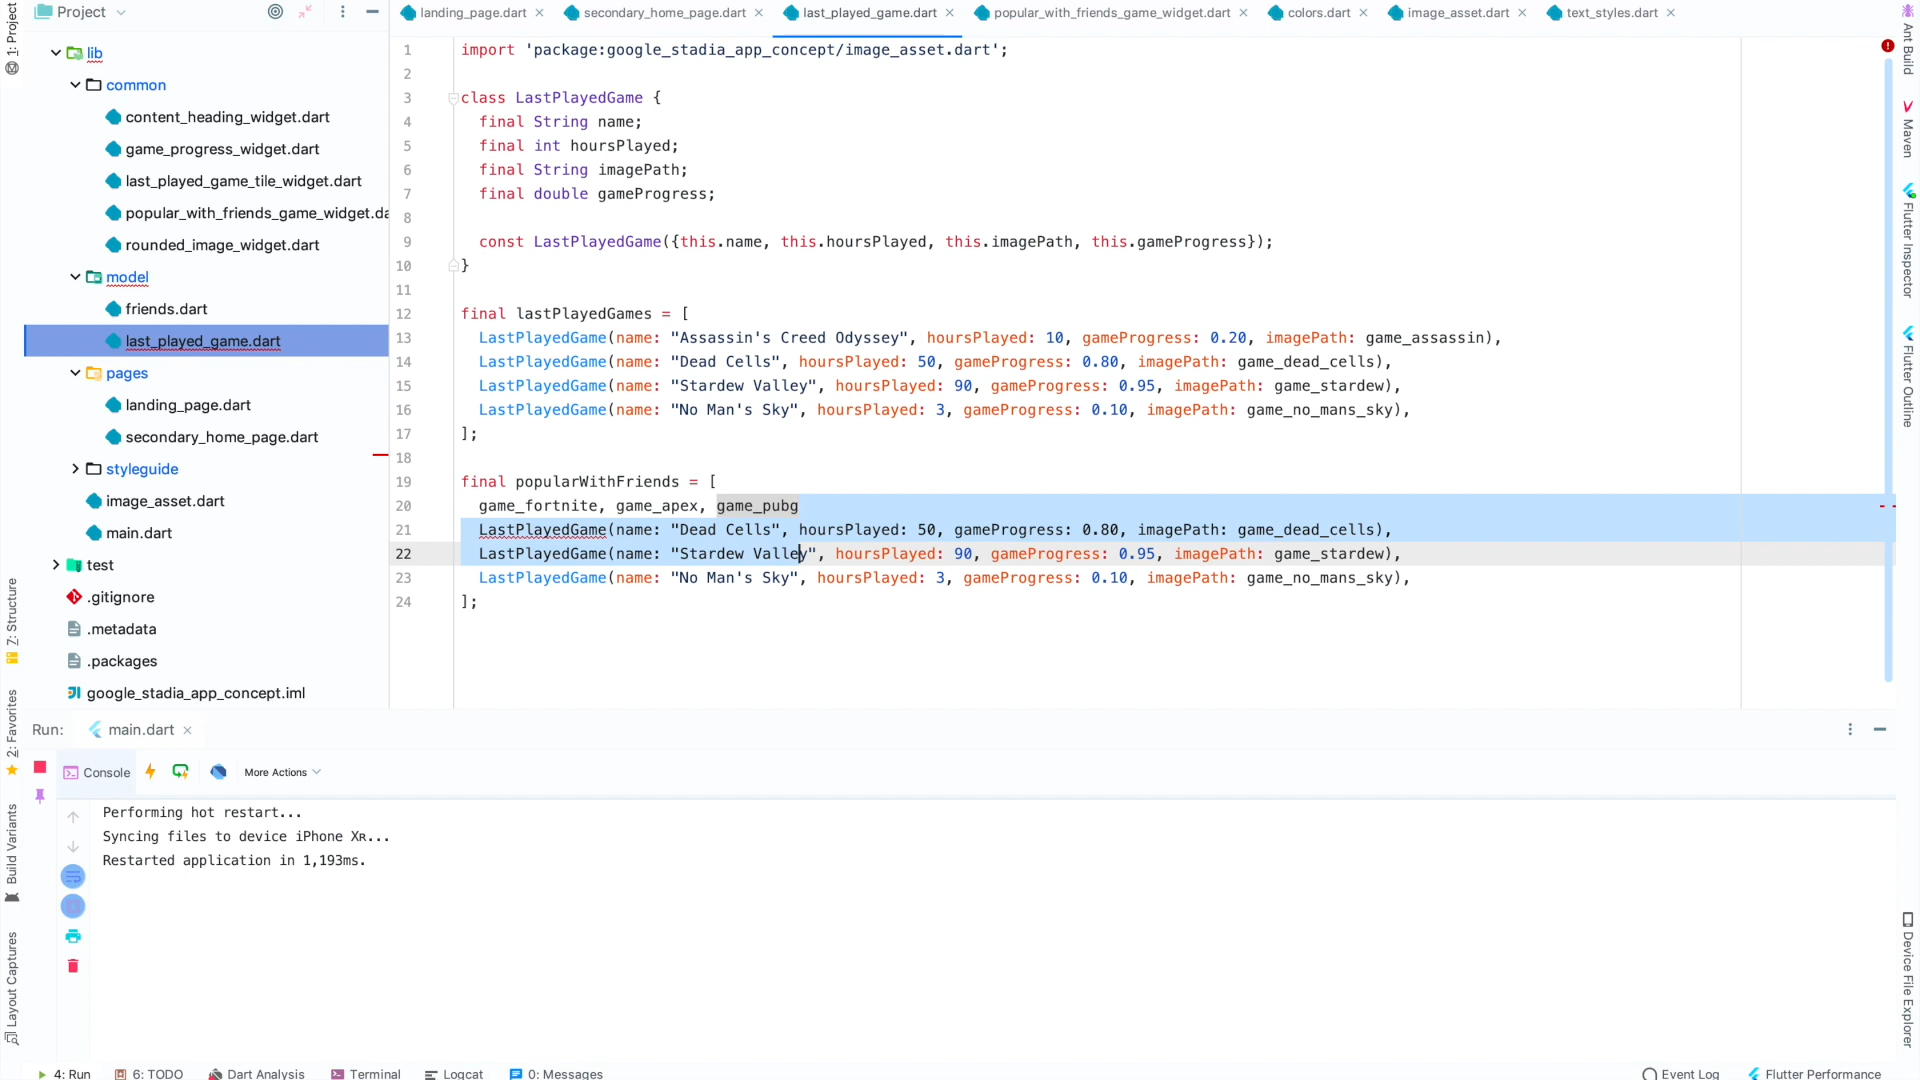 Project
landing_page.dart
secondary_home_page.dart
last_played_game.dart
popular_with_friends_game_widget.dart
colors.dart
image_asset.dart
text_styles.dart
1: Project
lib
common
content_heading_widget.dart
game_progress_widget.dart
last_played_game_tile_widget.dart
popular_with_friends_game_widget.da
rounded_image_widget.dart
model
friends.dart
last_played_game.dart
pages
landing_page.dart
secondary_home_page.dart
styleguide
image_asset.dart
main.dart
test
.gitignore
.metadata
.packages
google_stadia_app_concept.iml
1 import 'package:google_stadia_app_concept/image_asset.dart';
2
3 class LastPlayedGame {
4 final String name;
5 final int hoursPlayed;
6 final String imagePath;
7 final double gameProgress;
8
9 const LastPlayedGame({this.name, this.hoursPlayed, this.imagePath, this.gameProgress});
10 }
11
12 final lastPlayedGames = [
13 LastPlayedGame(name: "Assassin's Creed Odyssey", hoursPlayed: 10, gameProgress: 0.20, imagePath: game_assassin),
14 LastPlayedGame(name: "Dead Cells", hoursPlayed: 50, gameProgress: 0.80, imagePath: game_dead_cells),
15 LastPlayedGame(name: "Stardew Valley", hoursPlayed: 90, gameProgress: 0.95, imagePath: game_stardew),
16 LastPlayedGame(name: "No Man's Sky", hoursPlayed: 3, gameProgress: 0.10, imagePath: game_no_mans_sky),
17 ];
18
19 final popularWithFriends = [
20 game_fortnite, game_apex, game_pubg
21 LastPlayedGame(name: "Dead Cells", hoursPlayed: 50, gameProgress: 0.80, imagePath: game_dead_cells),
22 LastPlayedGame(name: "Stardew Valley", hoursPlayed: 90, gameProgress: 0.95, imagePath: game_stardew),
23 LastPlayedGame(name: "No Man's Sky", hoursPlayed: 3, gameProgress: 0.10, imagePath: game_no_mans_sky),
24 ];
Ant Build
Maven
Flutter Inspector
Flutter Outline
Device File Explorer
Z: Structure
2: Favorites
Build Variants
Layout Captures
Run: main.dart
Console
More Actions
Performing hot restart...
Syncing files to device iPhone Xʀ...
Restarted application in 1,193ms.
4: Run
6: TODO
Dart Analysis
Terminal
Logcat
0: Messages
Event Log
Flutter Performance